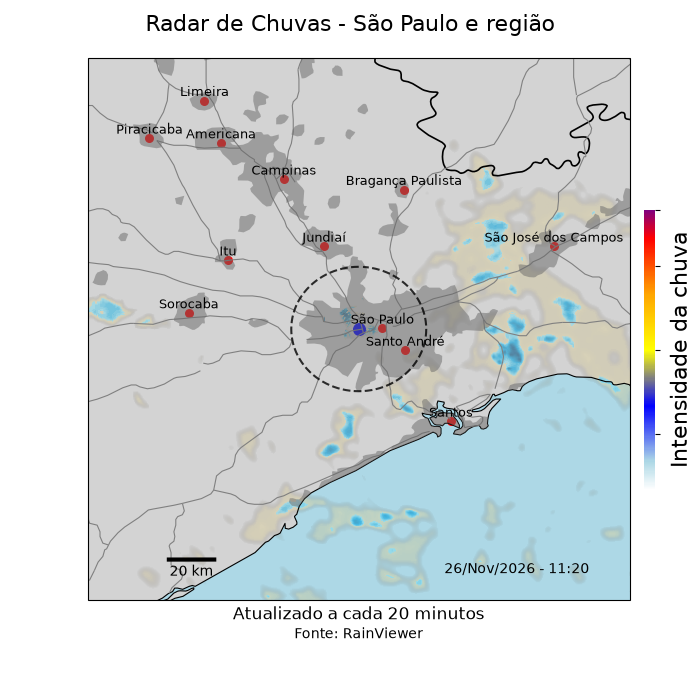 Radar de Chuvas - São Paulo e região
Limeira
Piracicaba
Americana
Campinas
Bragança Paulista
Jundiaí
São José dos Campos
Itu
Sorocaba
São Paulo
Santo André
Santos
Intensidade da chuva
20 km
26/Nov/2026 - 11:20
Atualizado a cada 20 minutos
Fonte: RainViewer